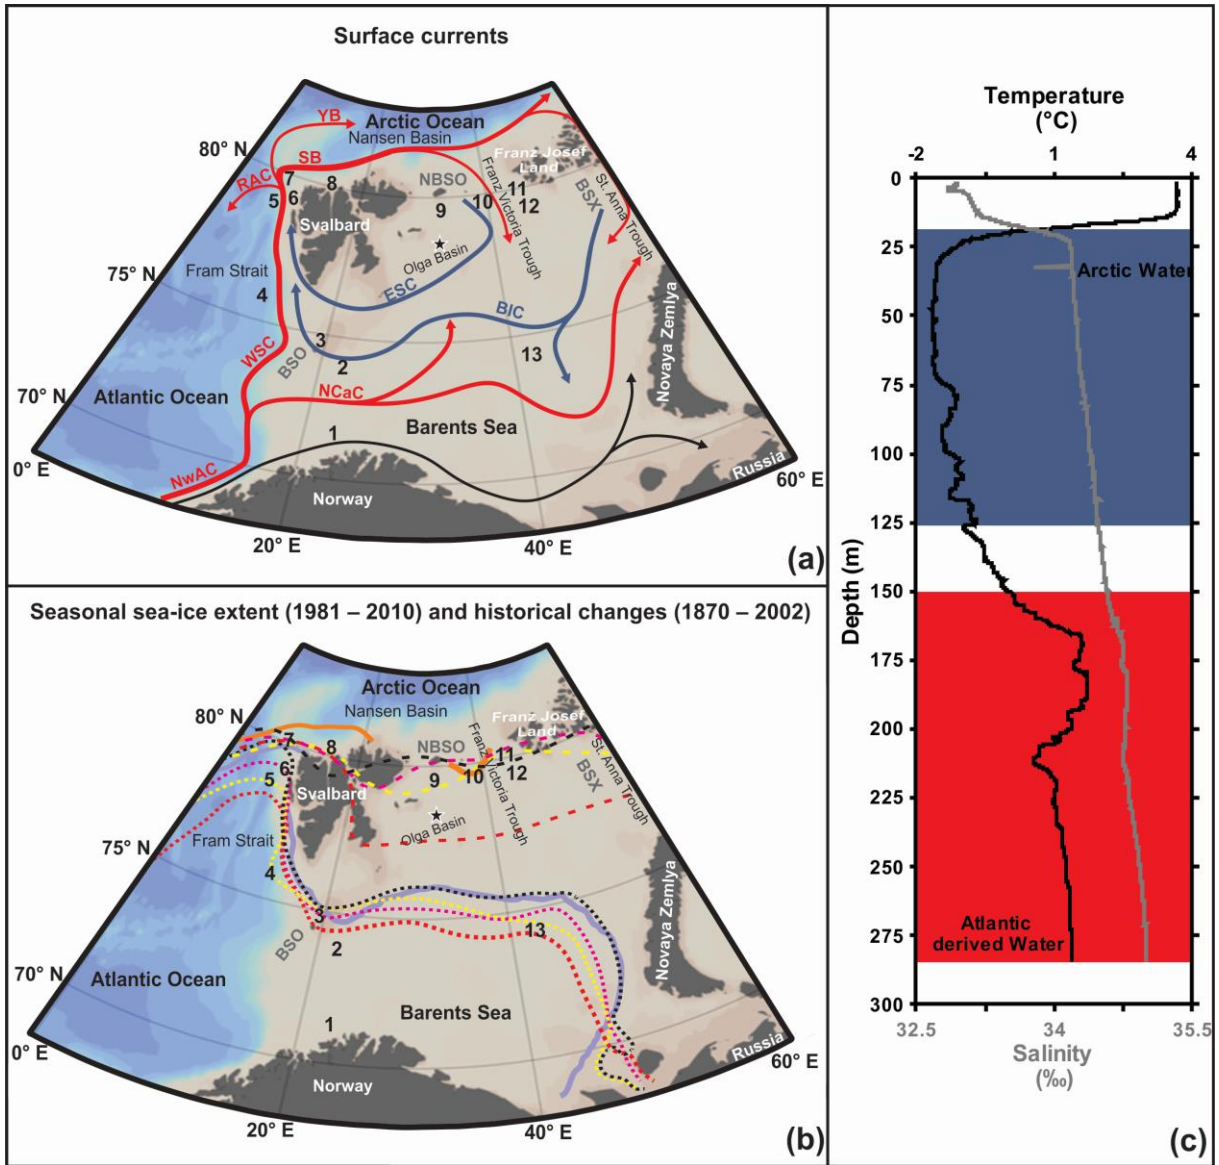 Surface currents
YB
Arctic Ocean
Nansen Basin
80° N
SB
RAC
7
8
5
6
NBSO
Franz Josef
Land
11
10
12
9
BSX
St. Anna Trough
Franz Victoria
Trough
Svalbard
Olga Basin
Fram Strait
ESC
75° N
4
BIC
3
BSO
2
13
WSC
Novaya Zemlya
NCaC
70° N
Atlantic Ocean
Barents Sea
1
0° E
NwAC
Norway
Russia
60° E
20° E
40° E
(a)
Seasonal sea-ice extent (1981 – 2010) and historical changes (1870 – 2002)
Arctic Ocean
Nansen Basin
80° N
7
8
6
5
NBSO
Franz Josef
Land
11
10
12
9
BSX
St. Anna Trough
Franz Victoria
Trough
Svalbard
Olga Basin
Fram Strait
75° N
4
3
BSO
2
13
Novaya Zemlya
70° N
Atlantic Ocean
Barents Sea
1
0° E
Norway
Russia
60° E
20° E
40° E
(b)
Temperature
(°C)
-2
1
4
0
25
50
75
100
125
150
175
200
225
250
275
300
Depth (m)
Arctic Water
Atlantic
derived Water
32.5
34
35.5
Salinity
(‰)
(c)